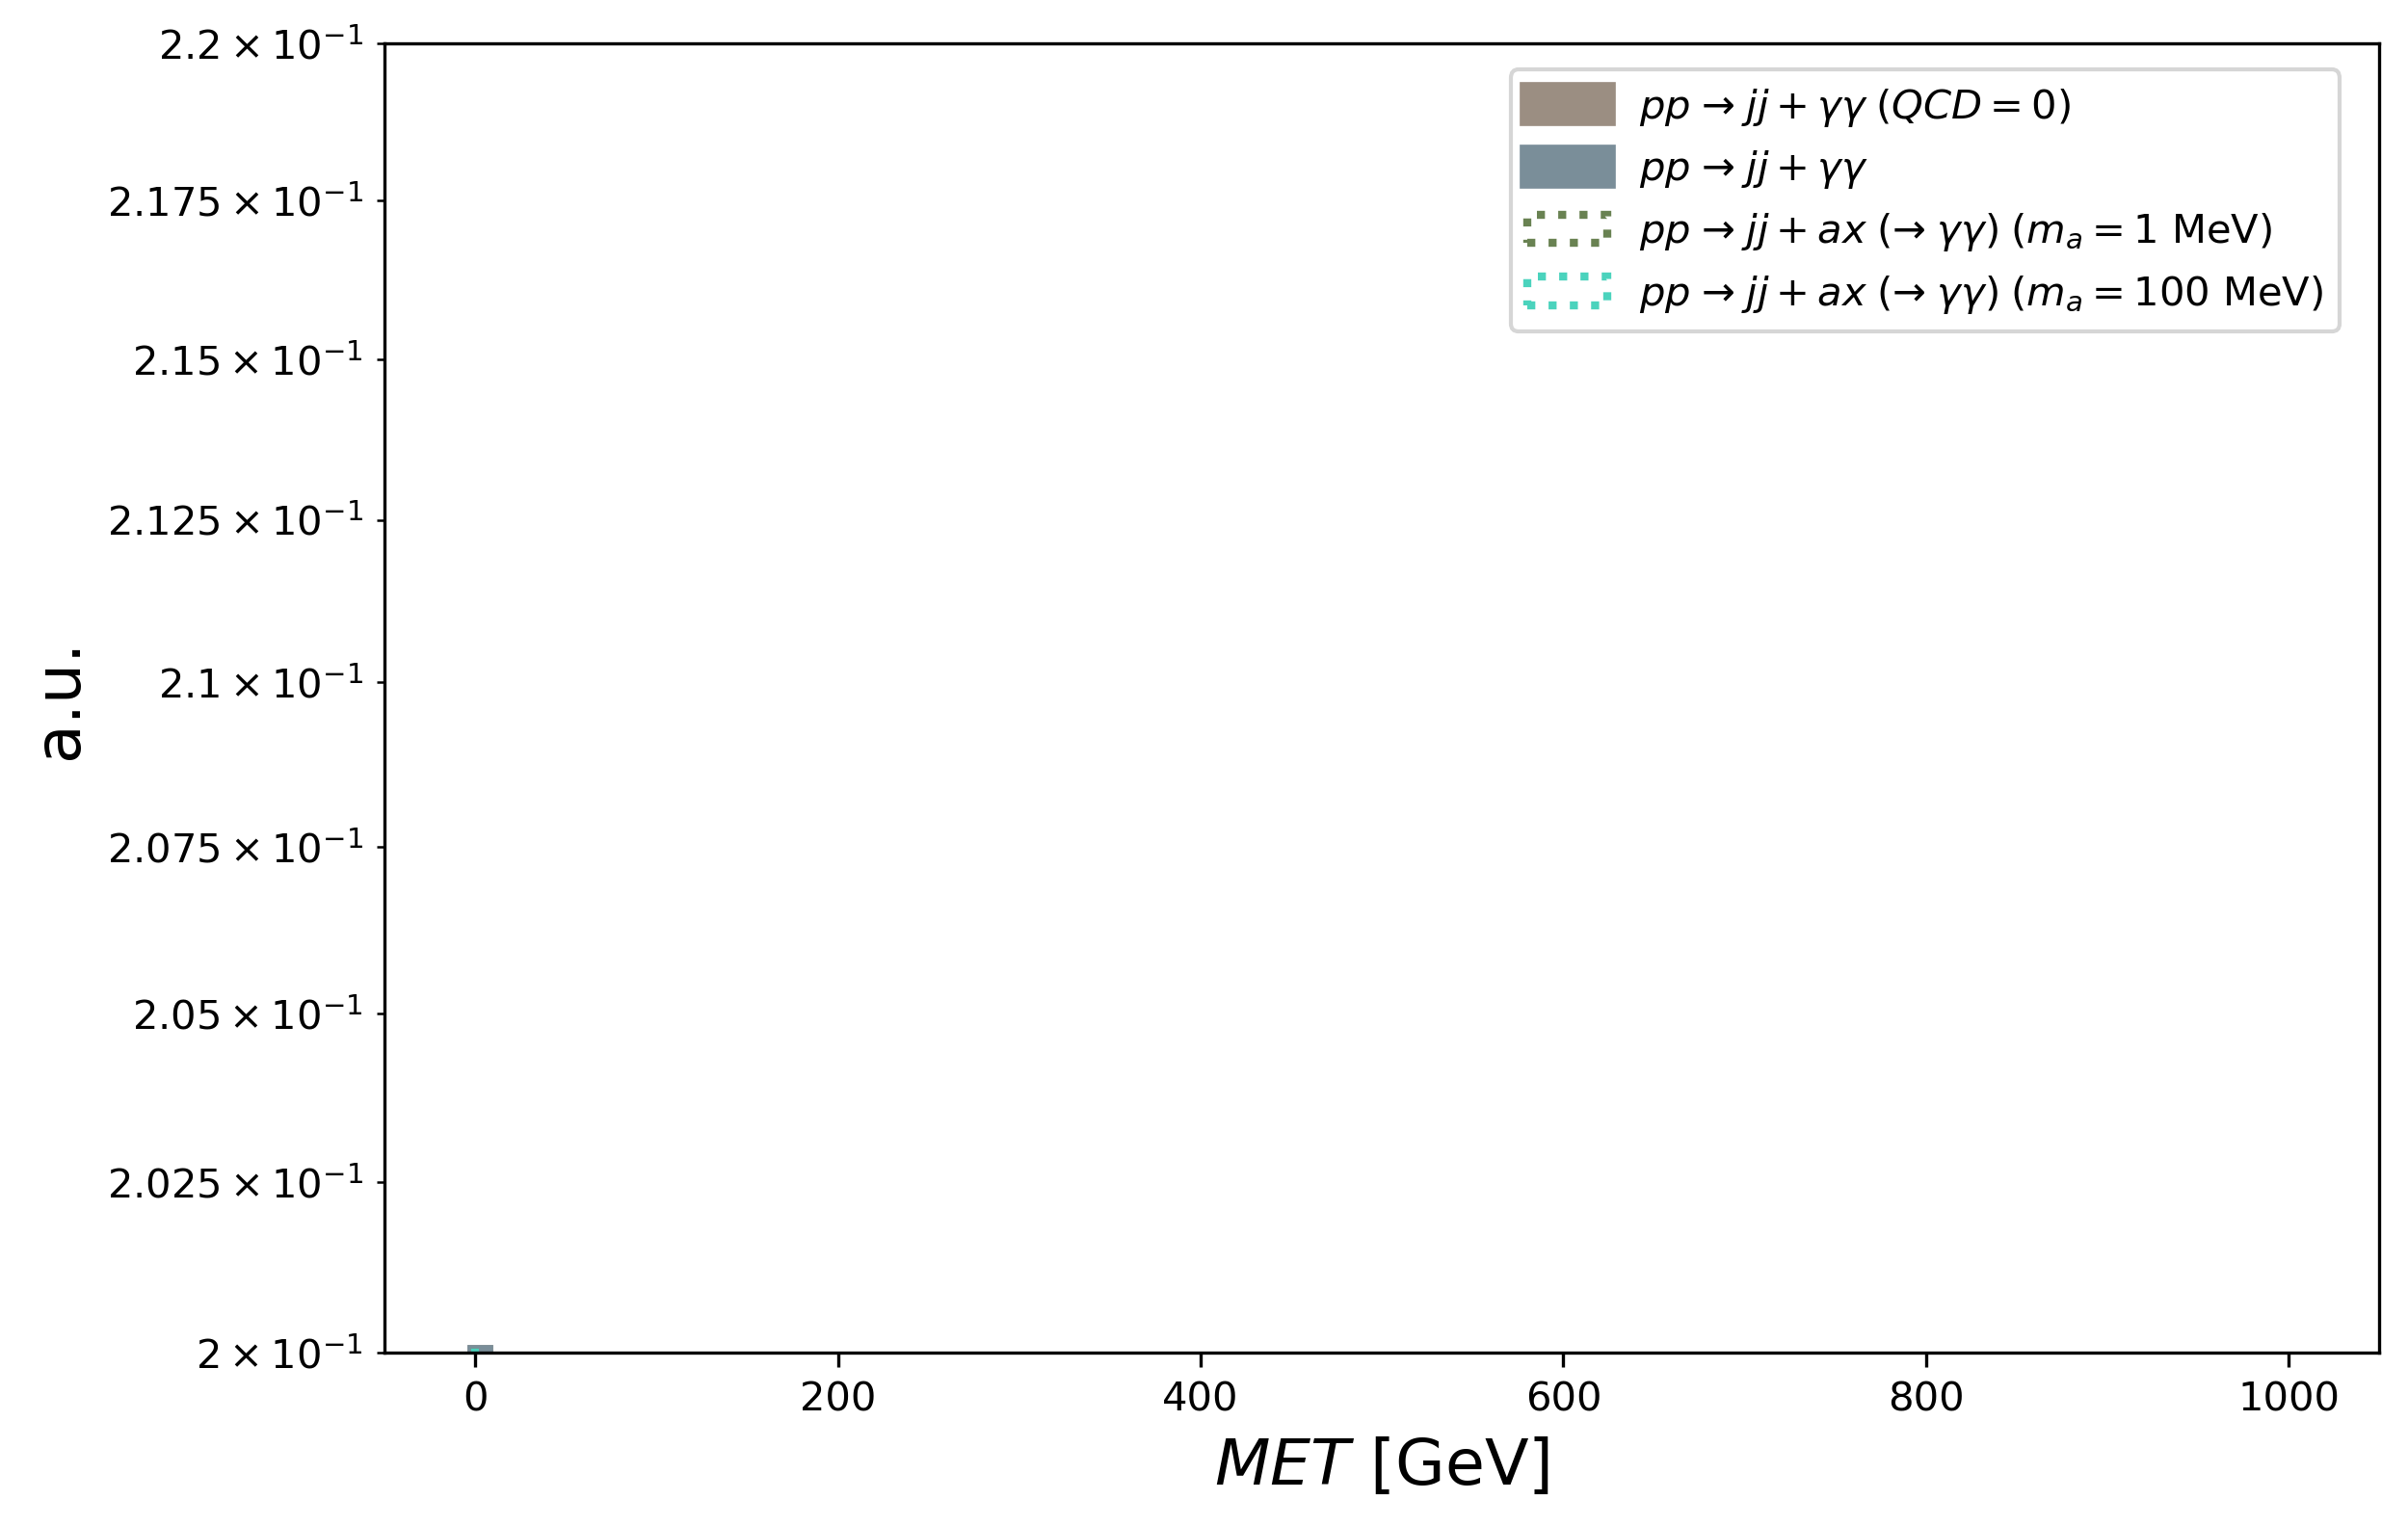 2.2 × 10⁻¹
2.175 × 10⁻¹
2.15 × 10⁻¹
2.125 × 10⁻¹
2.1 × 10⁻¹
2.075 × 10⁻¹
2.05 × 10⁻¹
2.025 × 10⁻¹
2 × 10⁻¹
a.u.
pp → jj + γγ (QCD = 0)
pp → jj + γγ
pp → jj + ax (→ γγ) (mₐ = 1 MeV)
pp → jj + ax (→ γγ) (mₐ = 100 MeV)
0 200 400 600 800 1000
MET [GeV]